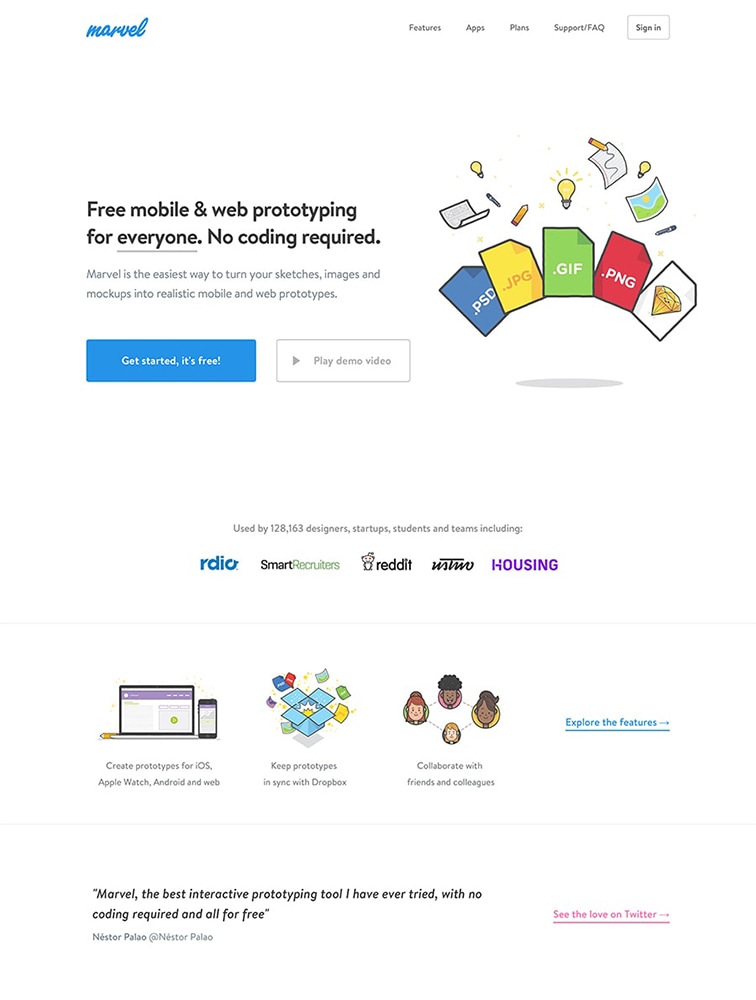 marvel
Features Apps Plans Support/FAQ Sign in
Free mobile & web prototyping
for everyone. No coding required.
Marvel is the easiest way to turn your sketches, images and
mockups into realistic mobile and web prototypes.
Get started, it's free!
Play demo video
.PSD
.JPG
.GIF
.PNG
Used by 128,163 designers, startups, students and teams including:
rdio SmartRecruiters reddit ustwo HOUSING
Create prototypes for iOS,
Apple Watch, Android and web
Keep prototypes
in sync with Dropbox
Collaborate with
friends and colleagues
Explore the features →
"Marvel, the best interactive prototyping tool I have ever tried, with no
coding required and all for free"
Néstor Palao @Néstor Palao
See the love on Twitter →